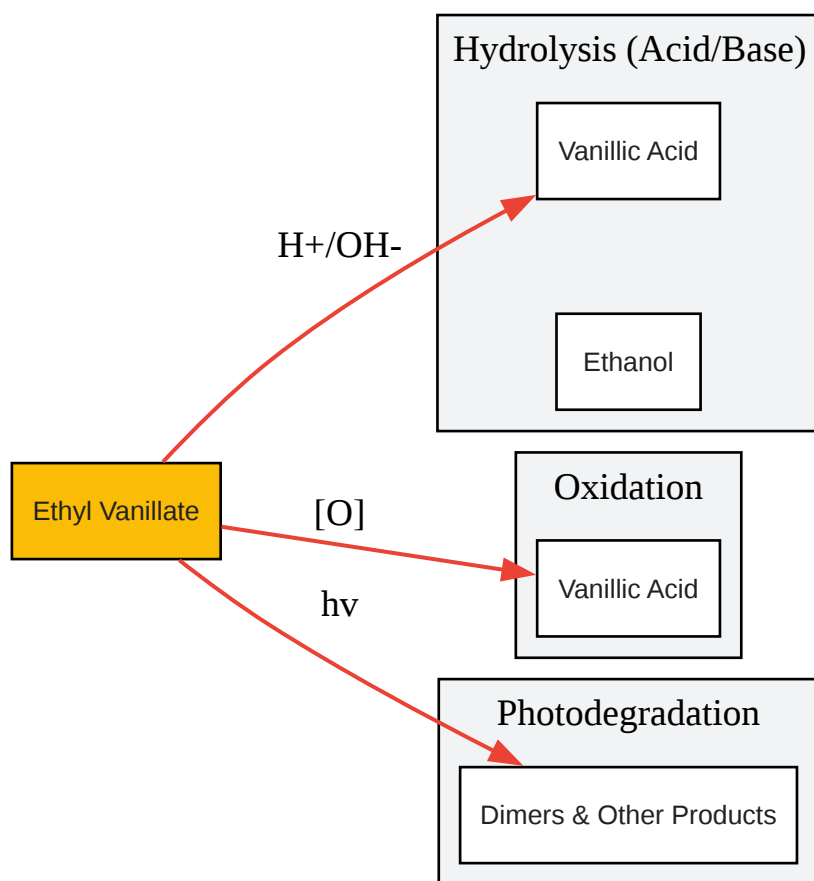 Hydrolysis (Acid/Base)
Vanillic Acid
H+/OH-
Ethanol
Ethyl Vanillate
[O]
Oxidation
Vanillic Acid
hv
Photodegradation
Dimers & Other Products